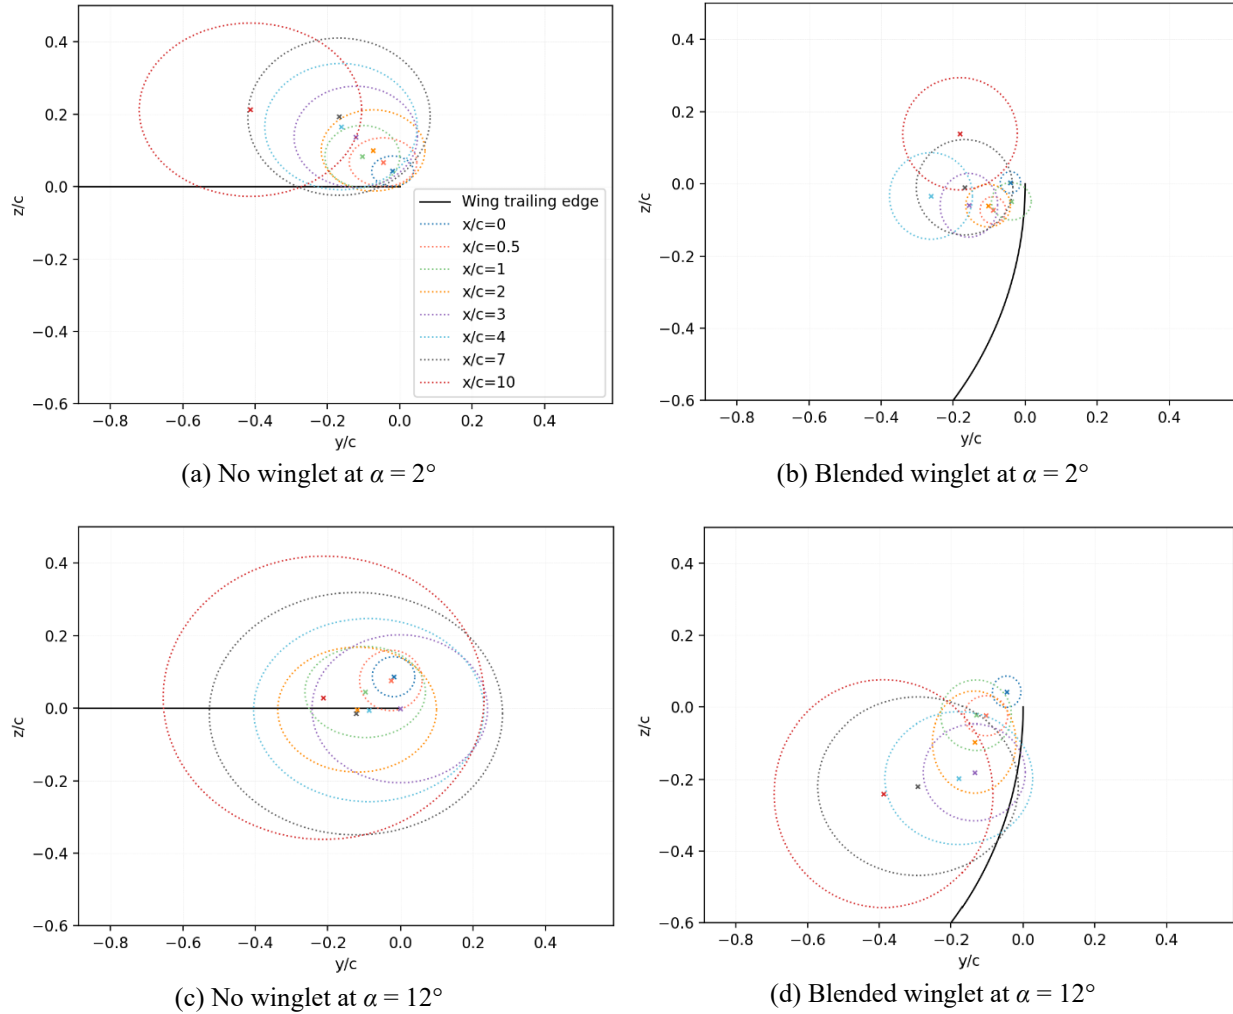 0.4
0.2
0.0
−0.2
−0.4
−0.6
z/c
−0.8 −0.6 −0.4 −0.2 0.0 0.2 0.4
y/c
Wing trailing edge
x/c=0
x/c=0.5
x/c=1
x/c=2
x/c=3
x/c=4
x/c=7
x/c=10
(a) No winglet at α = 2°
0.4
0.2
0.0
−0.2
−0.4
−0.6
z/c
−0.8 −0.6 −0.4 −0.2 0.0 0.2 0.4
y/c
(b) Blended winglet at α = 2°
0.4
0.2
0.0
−0.2
−0.4
−0.6
z/c
−0.8 −0.6 −0.4 −0.2 0.0 0.2 0.4
y/c
(c) No winglet at α = 12°
0.4
0.2
0.0
−0.2
−0.4
−0.6
z/c
−0.8 −0.6 −0.4 −0.2 0.0 0.2 0.4
y/c
(d) Blended winglet at α = 12°